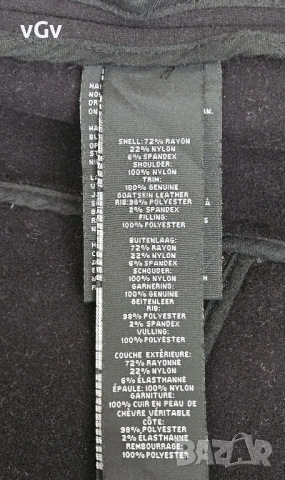 vGv
SHELL: 72% RAYON
22% NYLON
6% SPANDEX
SHOULDER:
100% NYLON
TRIM:
100% GENUINE
GOATSKIN LEATHER
RIB: 98% POLYESTER
2% SPANDEX
FILLING:
100% POLYESTER
BUITENLAAG:
72% RAYON
22% NYLON
6% SPANDEX
SCHOUDER:
100% NYLON
GARNERING:
100% GENUINE
GEITENLEER
RIB:
98% POLYESTER
2% SPANDEX
VULLING:
100% POLYESTER
COUCHE EXTÉRIEURE:
72% RAYONNE
22% NYLON
6% ÉLASTHANNE
ÉPAULE: 100% NYLON
GARNITURE:
100% CUIR EN PEAU DE
CHÈVRE VÉRITABLE
CÔTE:
98% POLYESTER
2% ÉLASTHANNE
REMBOURRAGE:
100% POLYESTER
BAZAR